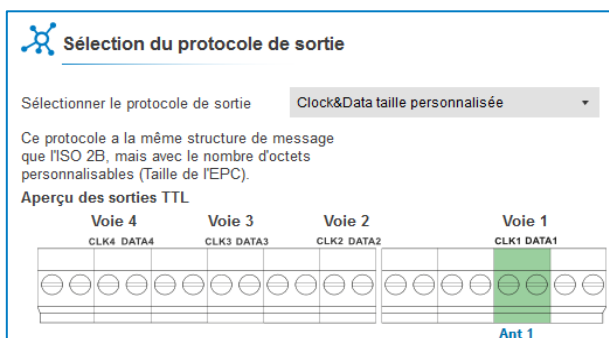 Sélection du protocole de sortie
Sélectionner le protocole de sortie Clock&Data taille personnalisée
Ce protocole a la même structure de message
que l'ISO 2B, mais avec le nombre d'octets
personnalisables (Taille de l'EPC).
Aperçu des sorties TTL
Voie 4 Voie 3 Voie 2 Voie 1
CLK4 DATA4 CLK3 DATA3 CLK2 DATA2 CLK1 DATA1
Ant 1